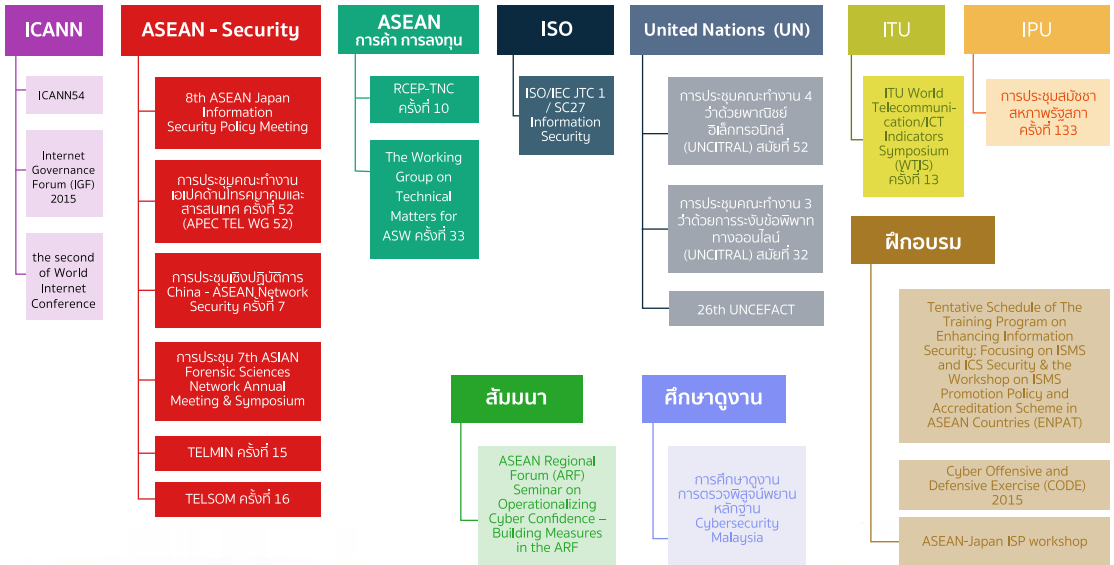 ICANN
ICANN54
Internet
Governance
Forum (IGF)
2015
the second
of World
Internet
Conference
ASEAN - Security
8th ASEAN Japan
Information
Security Policy Meeting
การประชุมคณะทำงาน
เอเปคด้านโทรคมาคมและ
สารสนเทศ ครั้งที่ 52
(APEC TEL WG 52)
การประชุมเชิงปฏิบัติการ
China - ASEAN Network
Security ครั้งที่ 7
การประชุม 7th ASIAN
Forensic Sciences
Network Annual
Meeting & Symposium
TELMIN ครั้งที่ 15
TELSOM ครั้งที่ 16
ASEAN
การค้า การลงทุน
RCEP-TNC
ครั้งที่ 10
The Working
Group on
Technical
Matters for
ASW ครั้งที่ 33
ISO
ISO/IEC JTC 1
/ SC27
Information
Security
United Nations (UN)
การประชุมคณะทำงาน 4
ว่าด้วยพาณิชย์
อิเล็กทรอนิกส์
(UNCITRAL) สมัยที่ 52
การประชุมคณะทำงาน 3
ว่าด้วยการระงับข้อพิพาท
ทางออนไลน์
(UNCITRAL) สมัยที่ 32
26th UNCEFACT
ITU
ITU World
Telecommuni-
cation/ICT
Indicators
Symposium
(WTIS)
ครั้งที่ 13
IPU
การประชุมสมัชชา
สหภาพรัฐสภา
ครั้งที่ 133
สัมมนา
ASEAN Regional
Forum (ARF)
Seminar on
Operationalizing
Cyber Confidence –
Building Measures
in the ARF
ศึกษาดูงาน
การศึกษาดูงาน
การตรวจพิสูจน์พยาน
หลักฐาน
Cybersecurity
Malaysia
ฝึกอบรม
Tentative Schedule of The
Training Program on
Enhancing Information
Security: Focusing on ISMS
and ICS Security & the
Workshop on ISMS
Promotion Policy and
Accreditation Scheme in
ASEAN Countries (ENPAT)
Cyber Offensive and
Defensive Exercise (CODE)
2015
ASEAN-Japan ISP workshop